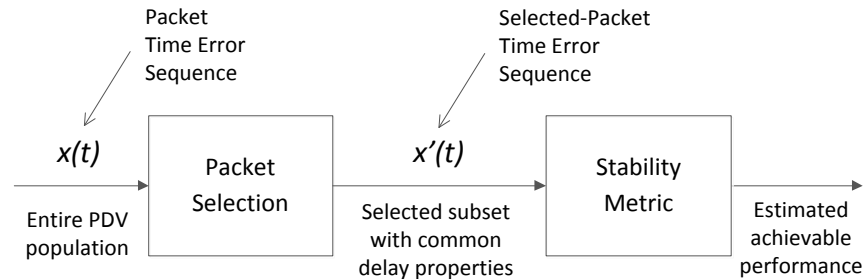 Packet
Time Error
Sequence
Selected-Packet
Time Error
Sequence
x(t)
Packet
Selection
x’(t)
Stability
Metric
Entire PDV
population
Selected subset
with common
delay properties
Estimated
achievable
performance